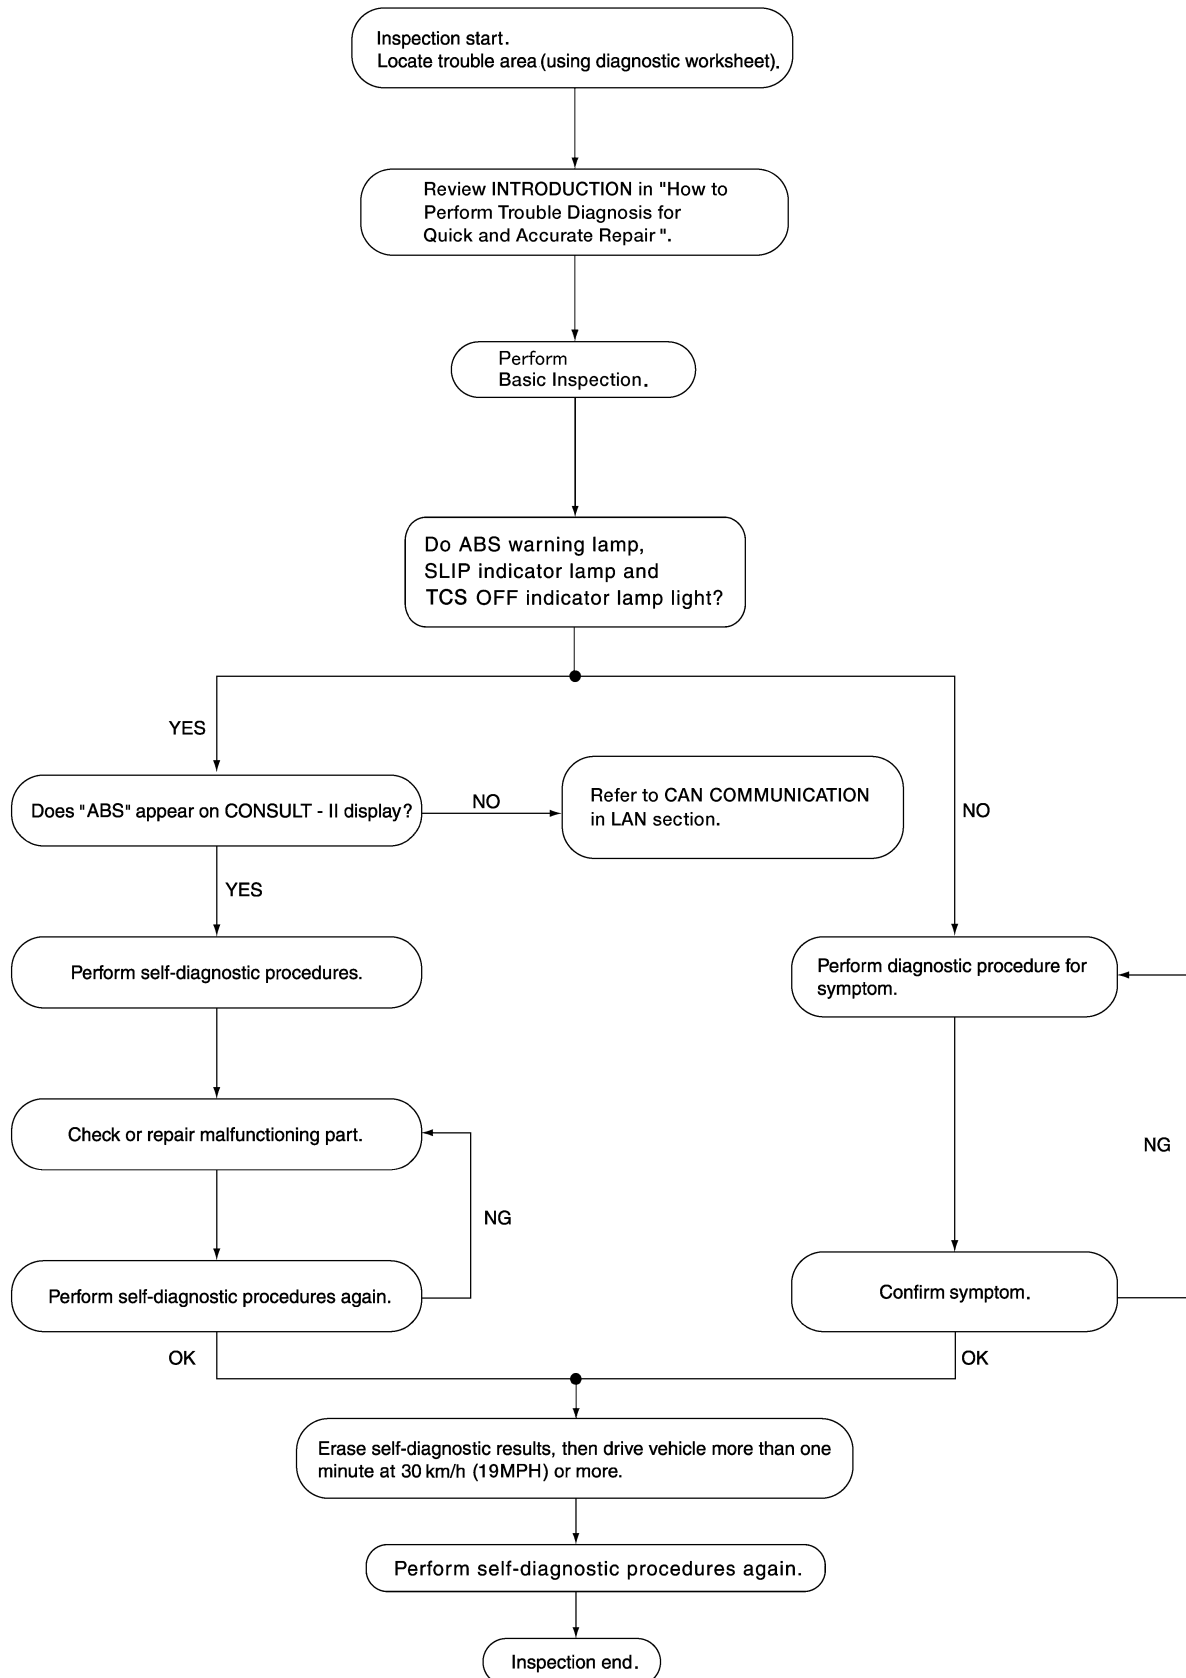 Inspection start.
Locate trouble area (using diagnostic worksheet).
Review INTRODUCTION in "How to
Perform Trouble Diagnosis for
Quick and Accurate Repair ".
Perform
Basic Inspection.
Do ABS warning lamp,
SLIP indicator lamp and
TCS OFF indicator lamp light?
YES
Does "ABS" appear on CONSULT - II display?
NO
Refer to CAN COMMUNICATION
in LAN section.
NO
YES
Perform self-diagnostic procedures.
Perform diagnostic procedure for
symptom.
Check or repair malfunctioning part.
NG
NG
Perform self-diagnostic procedures again.
Confirm symptom.
OK
OK
Erase self-diagnostic results, then drive vehicle more than one
minute at 30 km/h (19MPH) or more.
Perform self-diagnostic procedures again.
Inspection end.